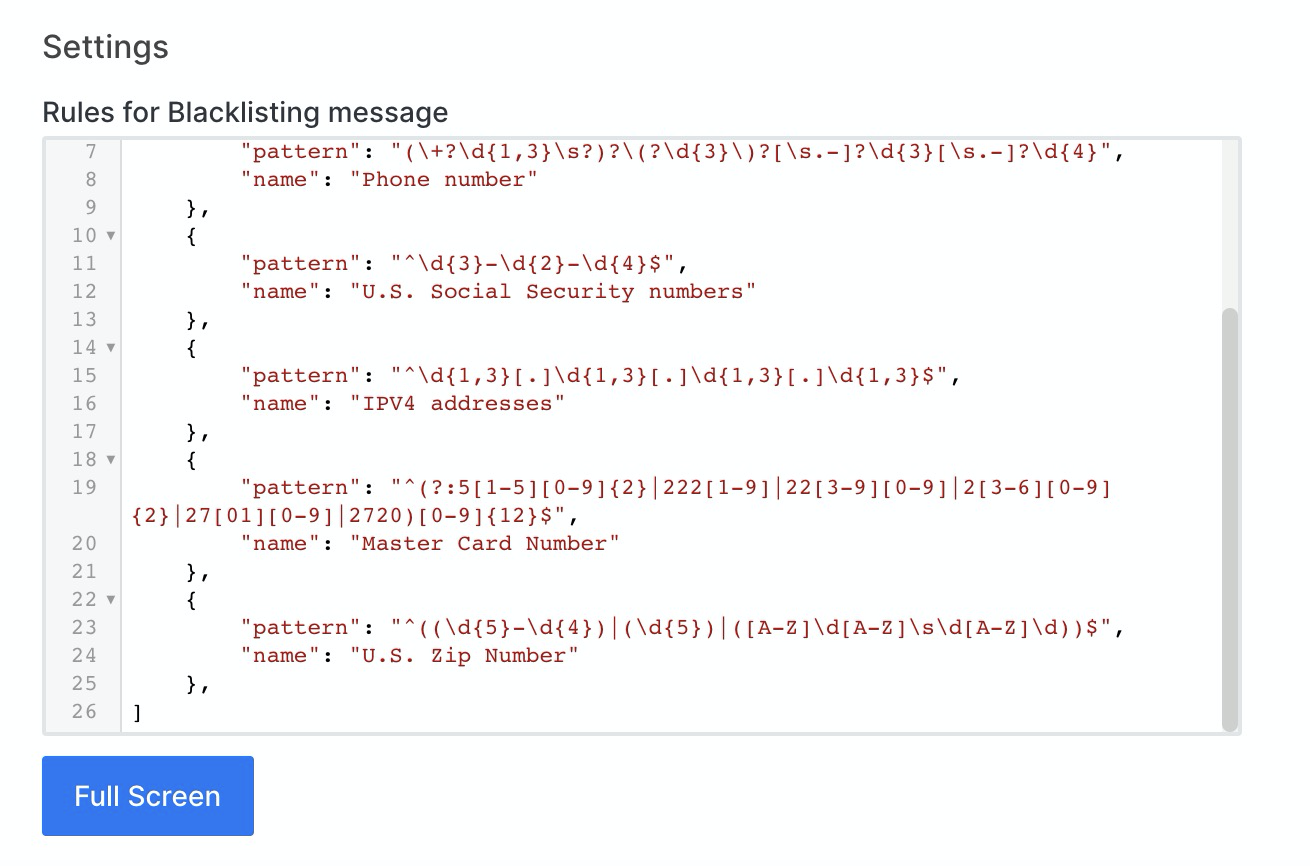 Settings
Rules for Blacklisting message
7 "pattern": "(\+?\d{1,3}\s?)?\(?\d{3}\)?[\s.-]?\d{3}[\s.-]?\d{4}",
8 "name": "Phone number"
9 },
10 {
11 "pattern": "^\d{3}-\d{2}-\d{4}$",
12 "name": "U.S. Social Security numbers"
13 },
14 {
15 "pattern": "^\d{1,3}[.]\d{1,3}[.]\d{1,3}[.]\d{1,3}$",
16 "name": "IPV4 addresses"
17 },
18 {
19 "pattern": "^(?:5[1-5][0-9]{2}|222[1-9]|22[3-9][0-9]|2[3-6][0-9]
{2}|27[01][0-9]|2720)[0-9]{12}$",
20 "name": "Master Card Number"
21 },
22 {
23 "pattern": "^((\d{5}-\d{4})|(\d{5})|([A-Z]\d[A-Z]\s\d[A-Z]\d))$",
24 "name": "U.S. Zip Number"
25 },
26 ]
Full Screen